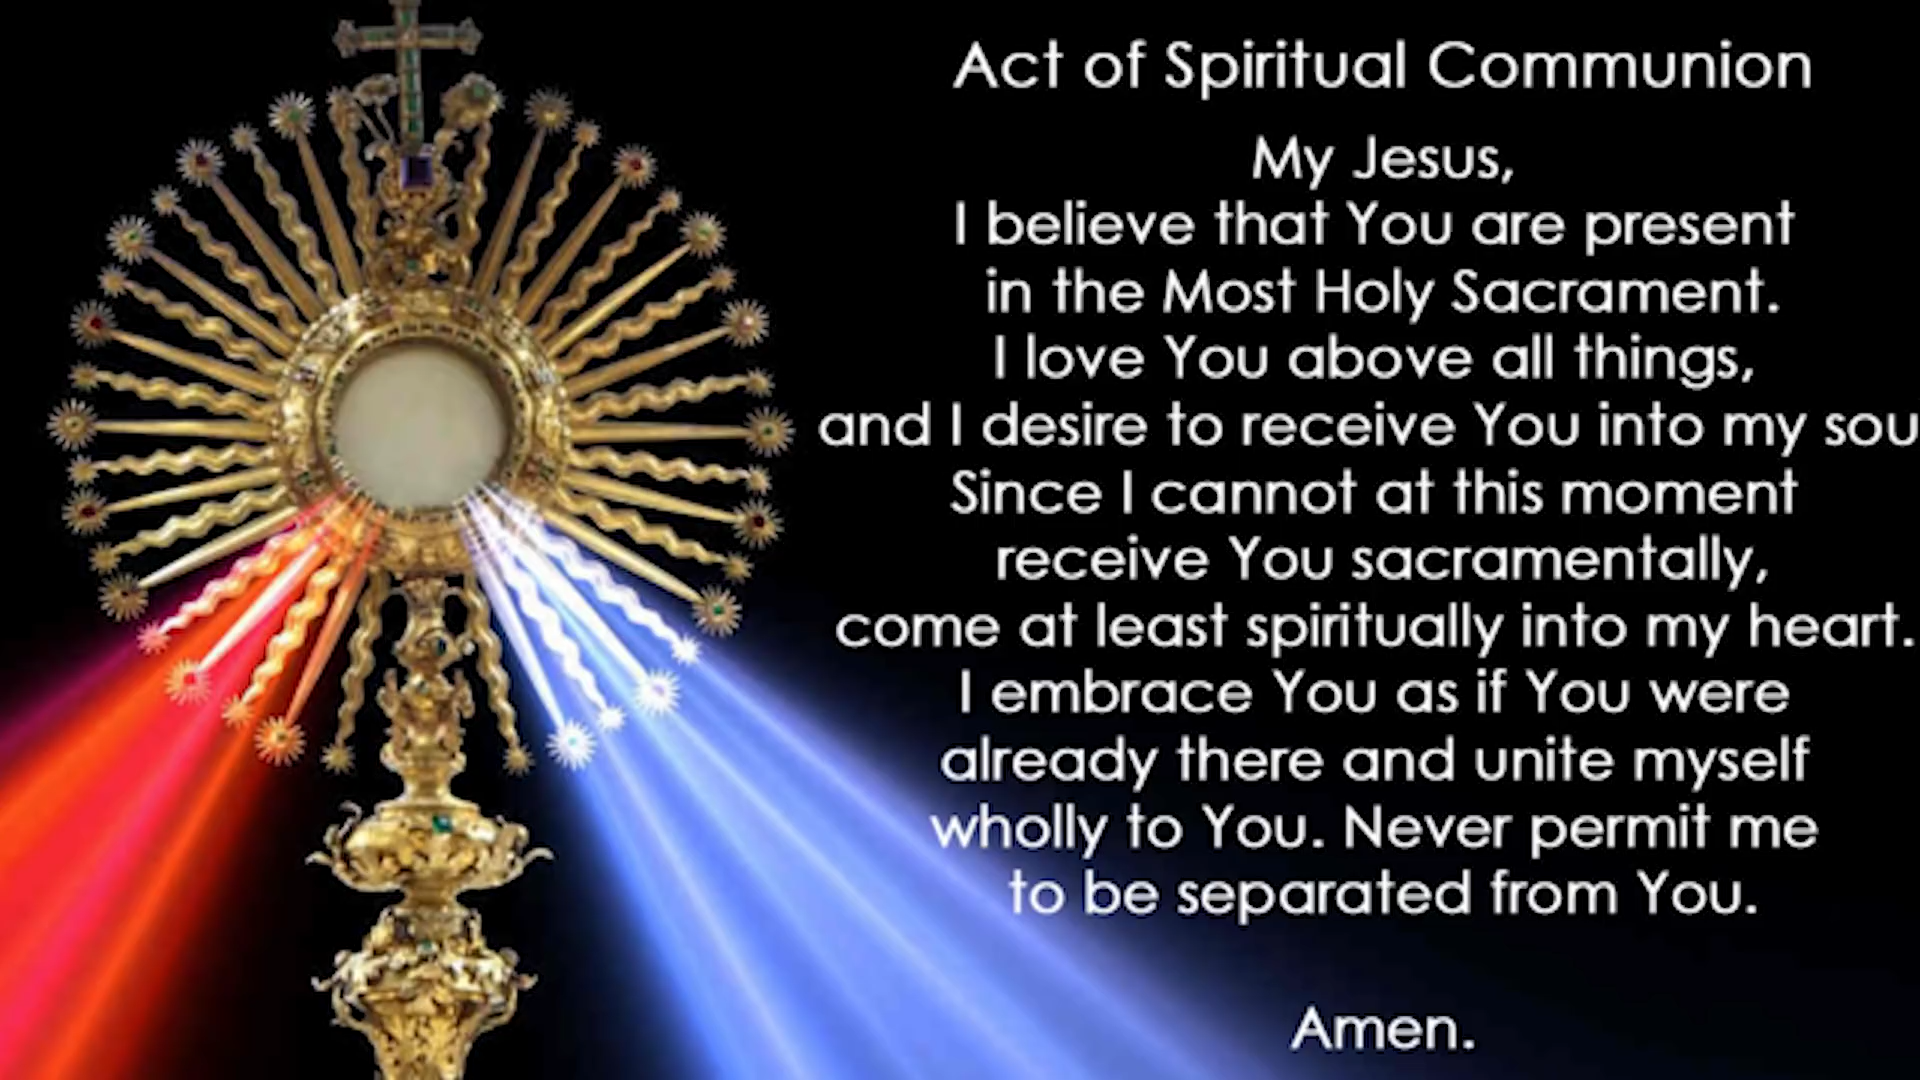 Act of Spiritual Communion
My Jesus,
I believe that You are present
in the Most Holy Sacrament.
I love You above all things,
and I desire to receive You into my sou
Since I cannot at this moment
receive You sacramentally,
come at least spiritually into my heart.
I embrace You as if You were
already there and unite myself
wholly to You. Never permit me
to be separated from You.
Amen.